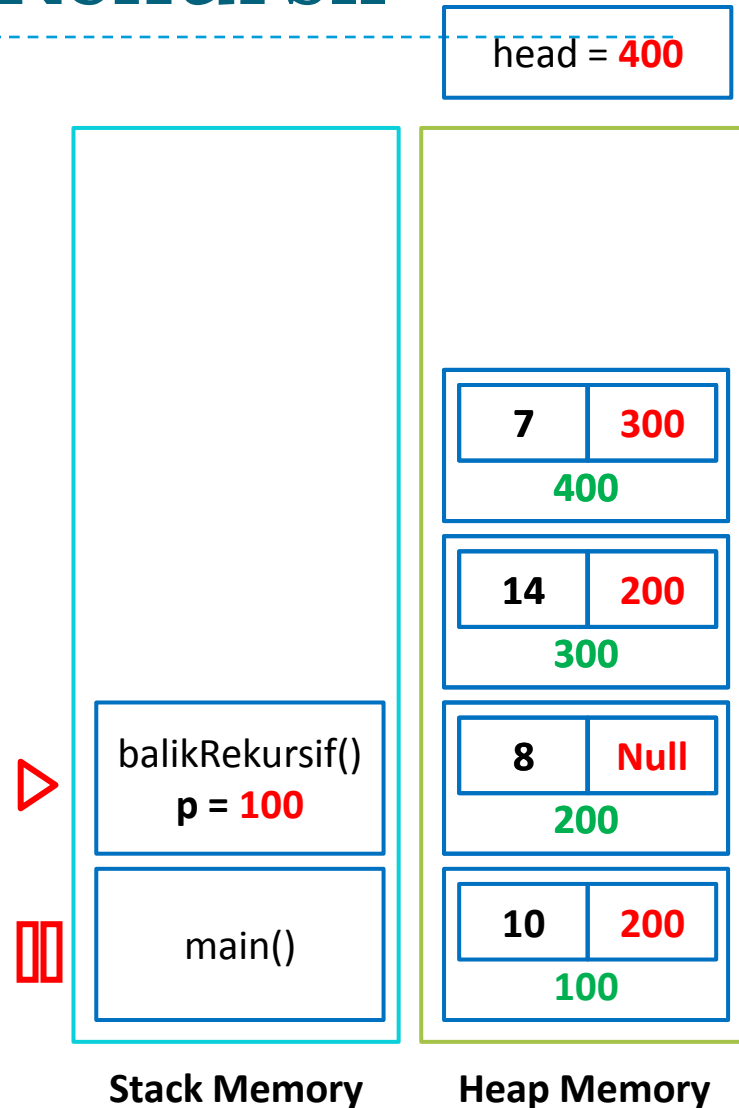 head = 400
7 300
400
14 200
300
balikRekursif()
p = 100
8 Null
200
main()
10 200
100
Stack Memory
Heap Memory